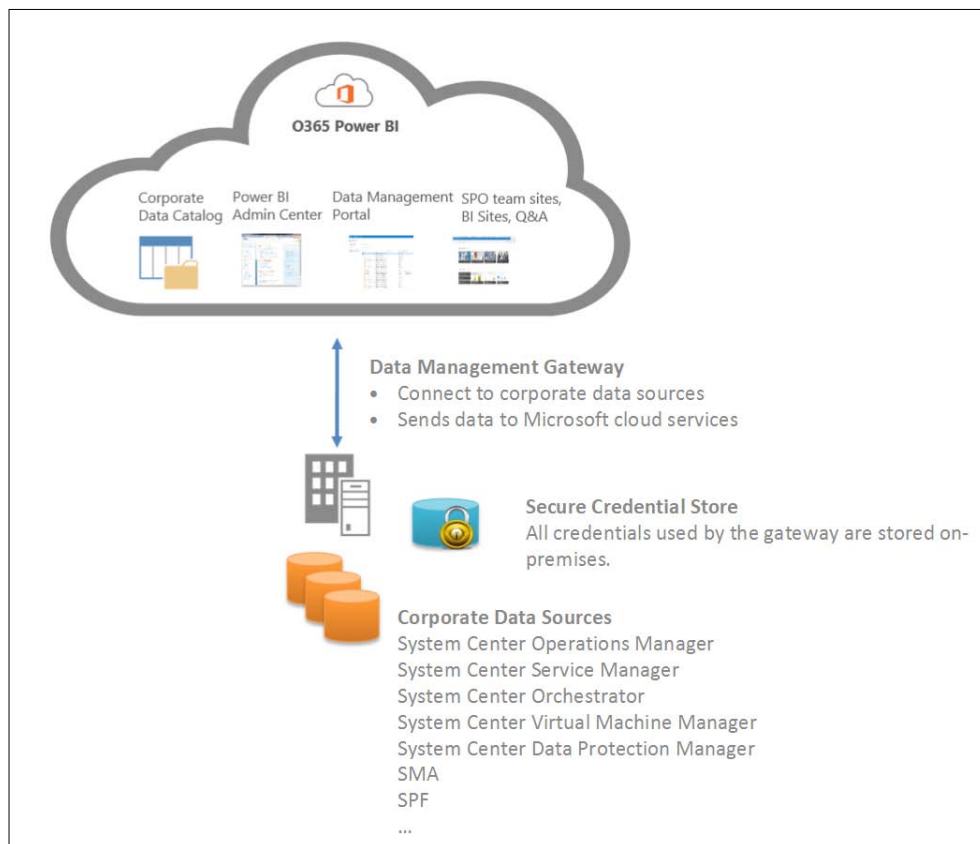 O365 Power BI
Corporate
Data Catalog
Power BI
Admin Center
Data Management
Portal
SPO team sites,
BI Sites, Q&A
Data Management Gateway
• Connect to corporate data sources
• Sends data to Microsoft cloud services
Secure Credential Store
All credentials used by the gateway are stored on-
premises.
Corporate Data Sources
System Center Operations Manager
System Center Service Manager
System Center Orchestrator
System Center Virtual Machine Manager
System Center Data Protection Manager
SMA
SPF
...